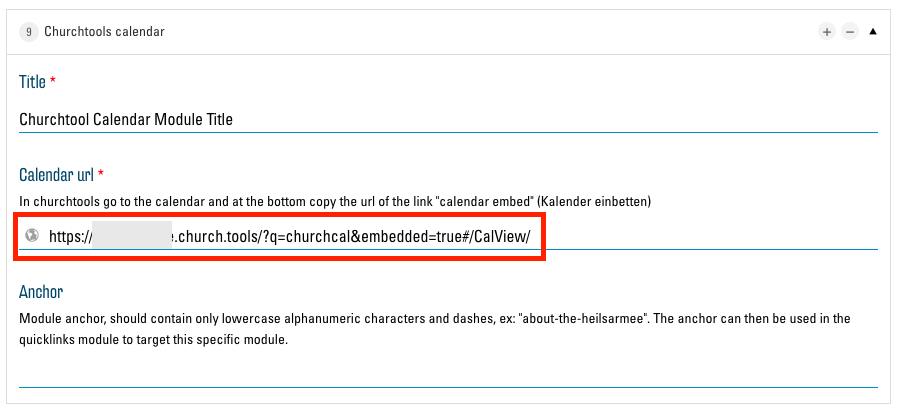 9 Churchtools calendar + − ▲
Title *
Churchtool Calendar Module Title
Calendar url *
In churchtools go to the calendar and at the bottom copy the url of the link "calendar embed" (Kalender einbetten)
https:// .church.tools/?q=churchcal&embedded=true#/CalView/
Anchor
Module anchor, should contain only lowercase alphanumeric characters and dashes, ex: "about-the-heilsarmee". The anchor can then be used in the
quicklinks module to target this specific module.